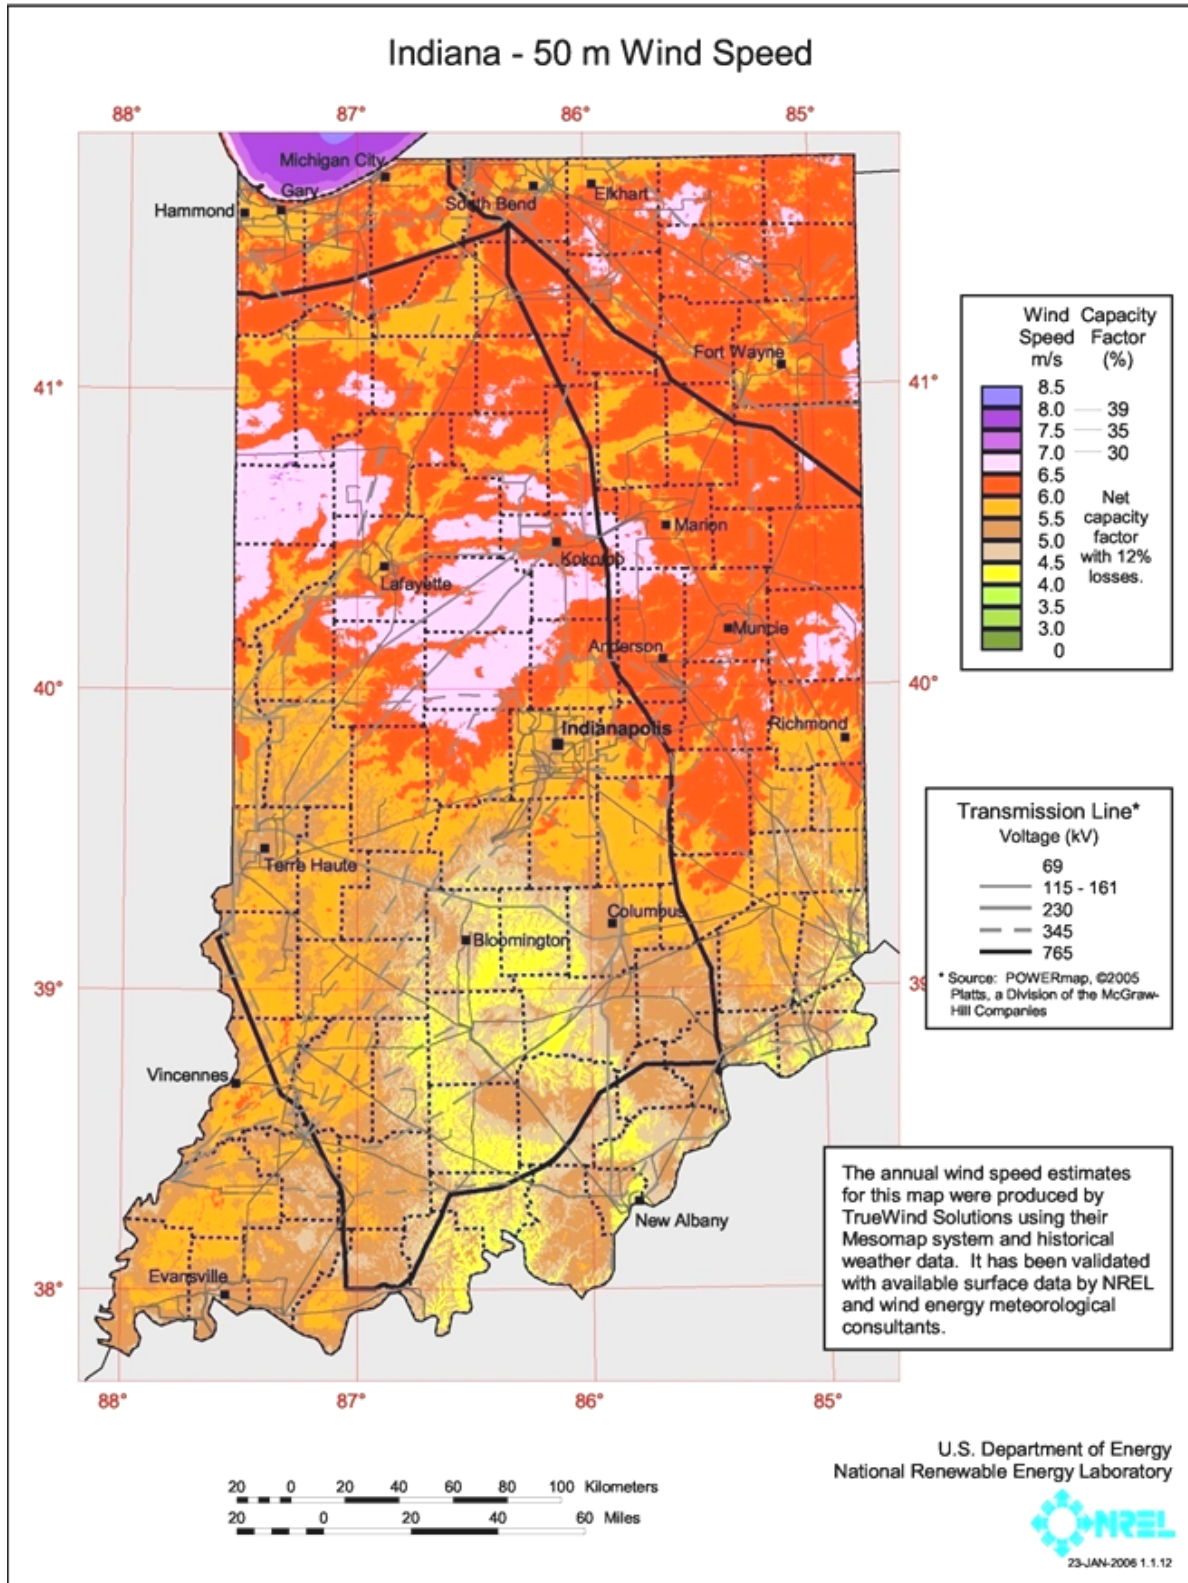 Indiana - 50 m Wind Speed
88° 87° 86° 85°
Michigan City
Gary
Hammond
South Bend
Elkhart
Fort Wayne
41° 41°
Marion
Kokomo
Lafayette
Muncie
Anderson
40° 40°
Richmond
Indianapolis
Terre Haute
Columbus
Bloomington
39° 39
Vincennes
New Albany
Evansville
38°
88° 87° 86° 85°
Wind Capacity
Speed Factor
m/s (%)
8.5
8.0 39
7.5 35
7.0 30
6.5
6.0
5.5
5.0
4.5
4.0
3.5
3.0
0
Net
capacity
factor
with 12%
losses.
Transmission Line*
Voltage (kV)
69
115 - 161
230
345
765
* Source: POWERmap, ©2005
Platts, a Division of the McGraw-
Hill Companies
The annual wind speed estimates
for this map were produced by
TrueWind Solutions using their
Mesomap system and historical
weather data. It has been validated
with available surface data by NREL
and wind energy meteorological
consultants.
U.S. Department of Energy
National Renewable Energy Laboratory
20 0 20 40 60 80 100 Kilometers
20 0 20 40 60 Miles
NREL
23-JAN-2006 1.1.12